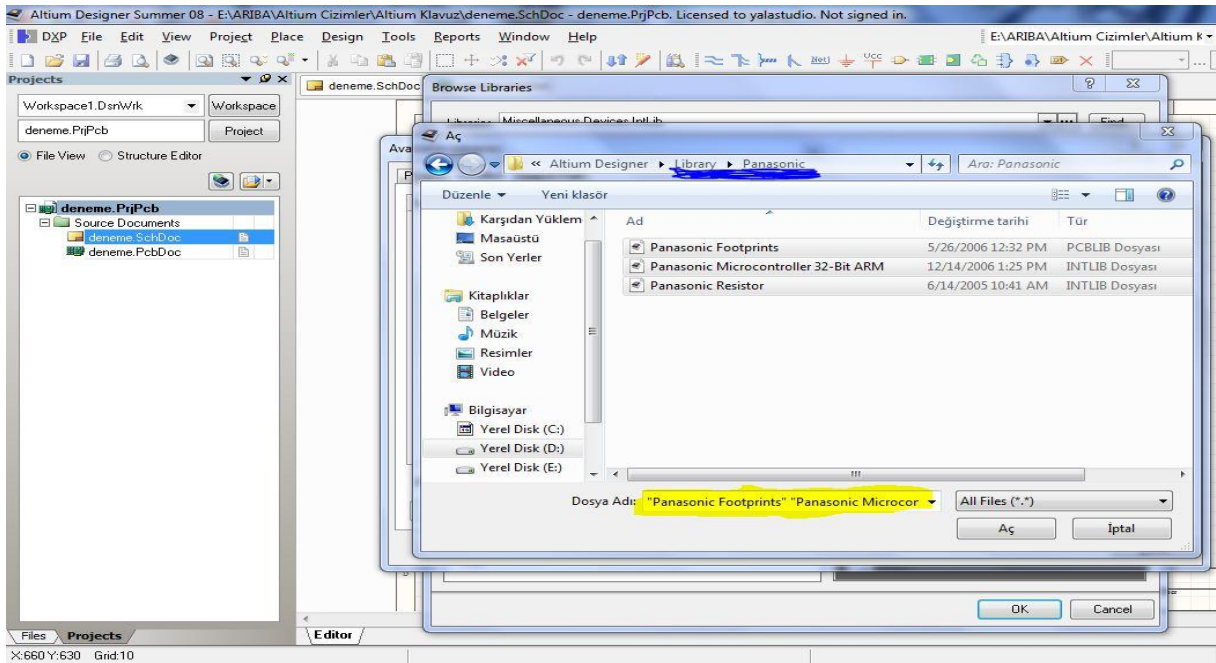 Altium Designer Summer 08 - E:\ARIBA\Altium Cizimler\Altium Klavuz\deneme.SchDoc - deneme.PrjPcb. Licensed to yalastudio. Not signed in.
DXP File Edit View Project Place Design Tools Reports Window Help E:\ARIBA\Altium Cizimler\Altium K
Projects
deneme.SchDoc
Browse Libraries
Workspace1.DsnWrk Workspace
Miscellaneous Devices.IntLib Find
deneme.PrjPcb Project
Ava
Aç
File View Structure Editor
« Altium Designer Library Panasonic
Ara: Panasonic
Düzenle Yeni klasör
deneme.PrjPcb
Source Documents
deneme.SchDoc
deneme.PcbDoc
Karşıdan Yüklem
Masaüstü
Son Yerler
Kitaplıklar
Belgeler
Müzik
Resimler
Video
Bilgisayar
Yerel Disk (C:)
Yerel Disk (D:)
Yerel Disk (E:)
Ad Değiştirme tarihi Tür
Panasonic Footprints 5/26/2006 12:32 PM PCBLIB Dosyası
Panasonic Microcontroller 32-Bit ARM 12/14/2006 1:25 PM INTLIB Dosyası
Panasonic Resistor 6/14/2005 10:41 AM INTLIB Dosyası
Dosya Adı: "Panasonic Footprints" "Panasonic Microcor All Files (*.*)
Aç İptal
OK Cancel
Files Projects Editor
X:660 Y:630 Grid:10